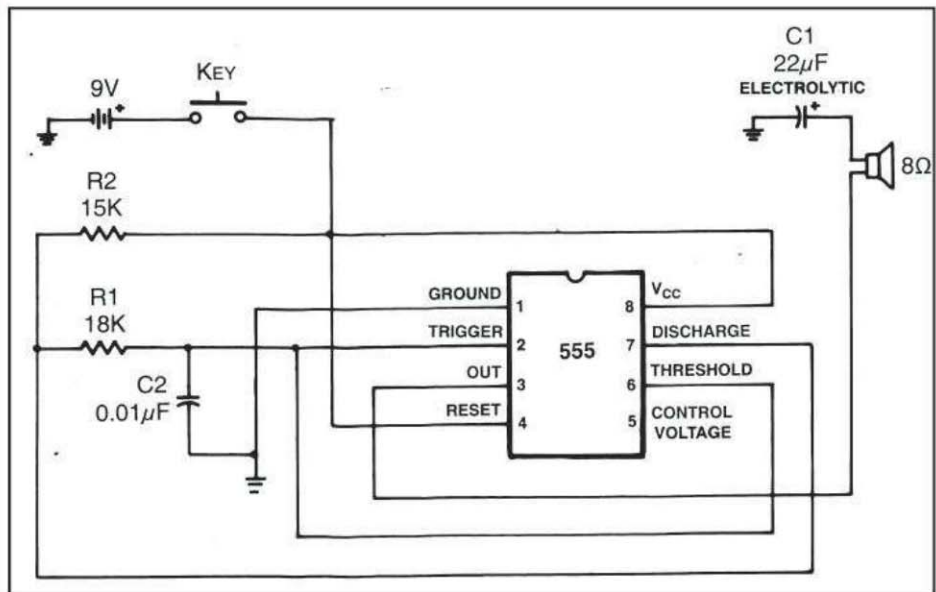 C1
22µF
ELECTROLYTIC
+
9V
+
KEY
8Ω
R2
15K
R1
18K
C2
0.01µF
GROUND
TRIGGER
OUT
RESET
1
2
3
4
555
8
7
6
5
VCC
DISCHARGE
THRESHOLD
CONTROL
VOLTAGE